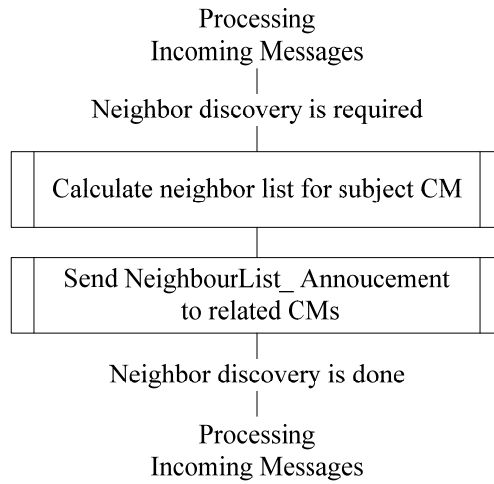 Processing
Incoming Messages
Neighbor discovery is required
Calculate neighbor list for subject CM
Send NeighbourList_ Annoucement
to related CMs
Neighbor discovery is done
Processing
Incoming Messages